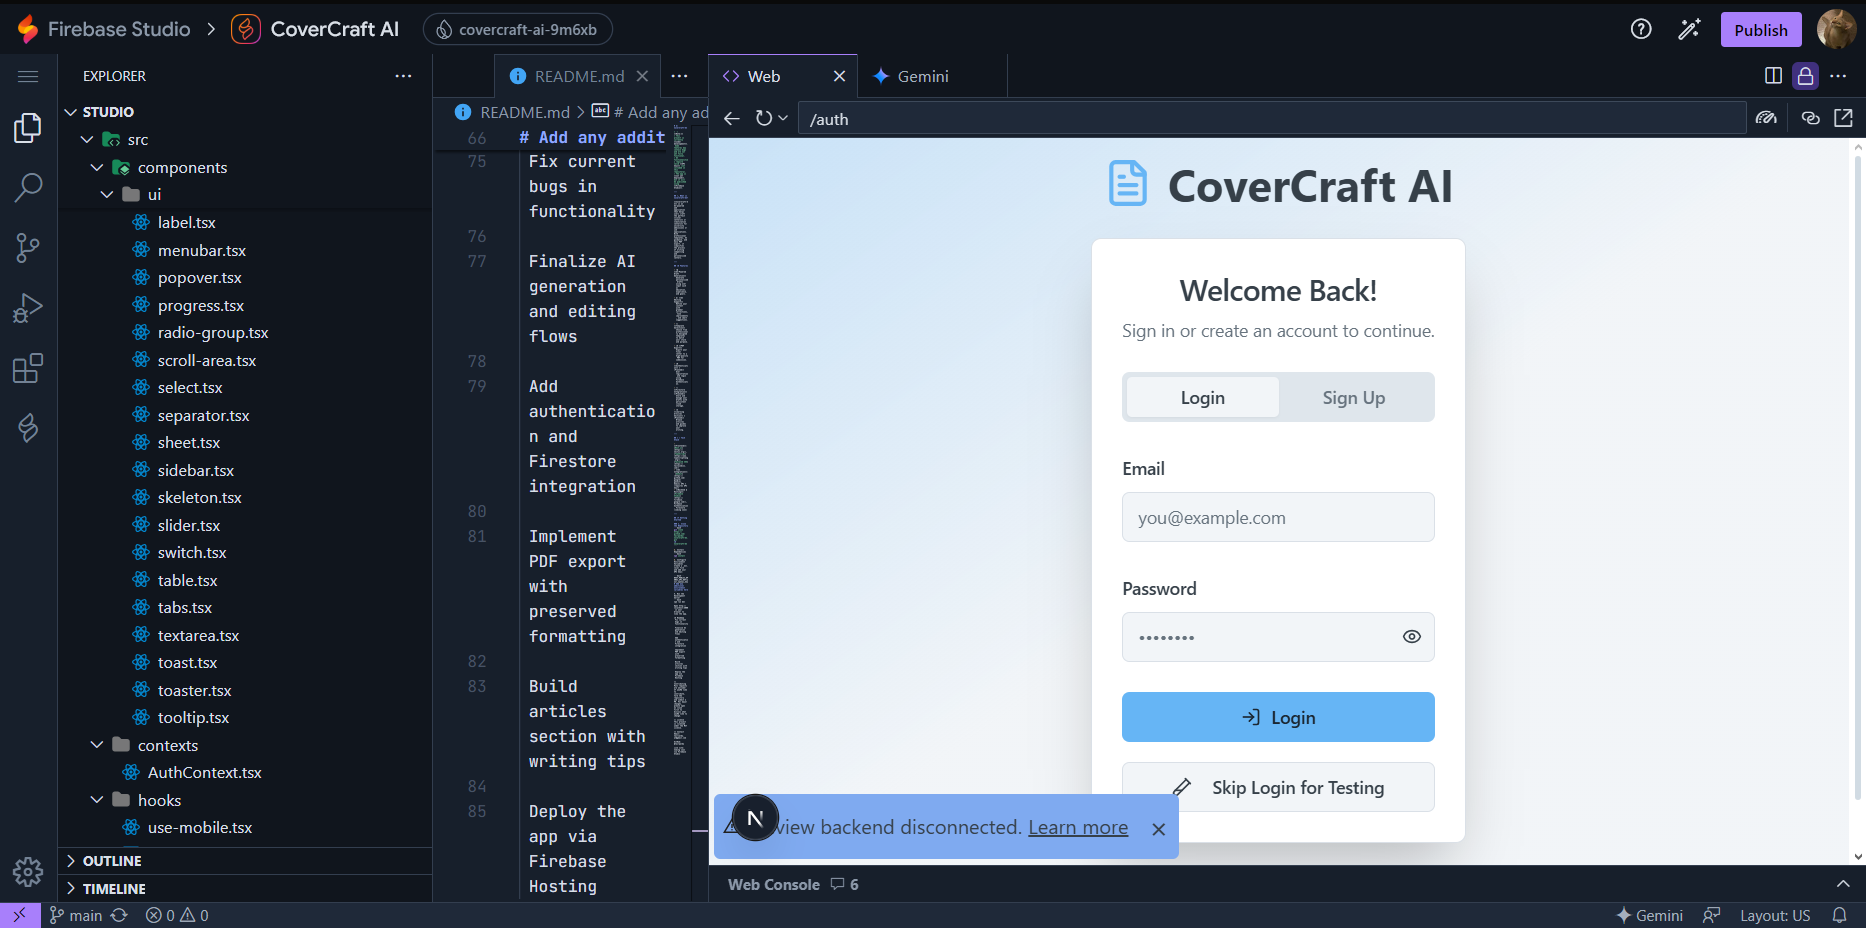 Firebase Studio > CoverCraft AI covercraft-ai-9m6xb
Publish
EXPLORER
STUDIO
src
components
ui
label.tsx
menubar.tsx
popover.tsx
progress.tsx
radio-group.tsx
scroll-area.tsx
select.tsx
separator.tsx
sheet.tsx
sidebar.tsx
skeleton.tsx
slider.tsx
switch.tsx
table.tsx
tabs.tsx
textarea.tsx
toast.tsx
toaster.tsx
tooltip.tsx
contexts
AuthContext.tsx
hooks
use-mobile.tsx
OUTLINE
TIMELINE
README.md
README.md > # Add any ad
66 # Add any addit
75 Fix current
bugs in
functionality
76
77 Finalize AI
generation
and editing
flows
78
79 Add
authenticatio
n and
Firestore
integration
80
81 Implement
PDF export
with
preserved
formatting
82
83 Build
articles
section with
writing tips
84
85 Deploy the
app via
Firebase
Hosting
Web
Gemini
/auth
CoverCraft AI
Welcome Back!
Sign in or create an account to continue.
Login Sign Up
Email
you@example.com
Password
••••••••
Login
Skip Login for Testing
N
view backend disconnected. Learn more
Web Console 6
main 0 0
Gemini Layout: US